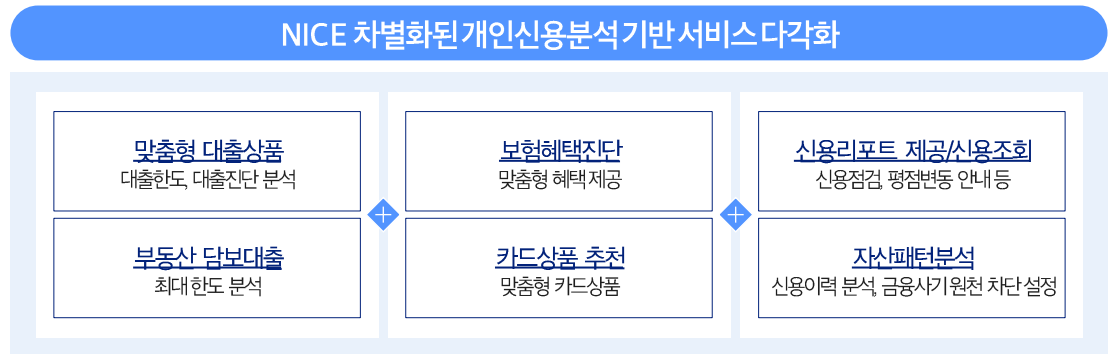 NICE 차별화된 개인신용분석 기반 서비스 다각화
맞춤형 대출상품
대출한도, 대출진단 분석
부동산 담보대출
최대 한도 분석
보험혜택진단
맞춤형 혜택 제공
카드상품 추천
맞춤형 카드상품
신용리포트 제공/신용조회
신용점검, 평점변동 안내 등
자산패턴분석
신용이력 분석, 금융사기 원천 차단 설정